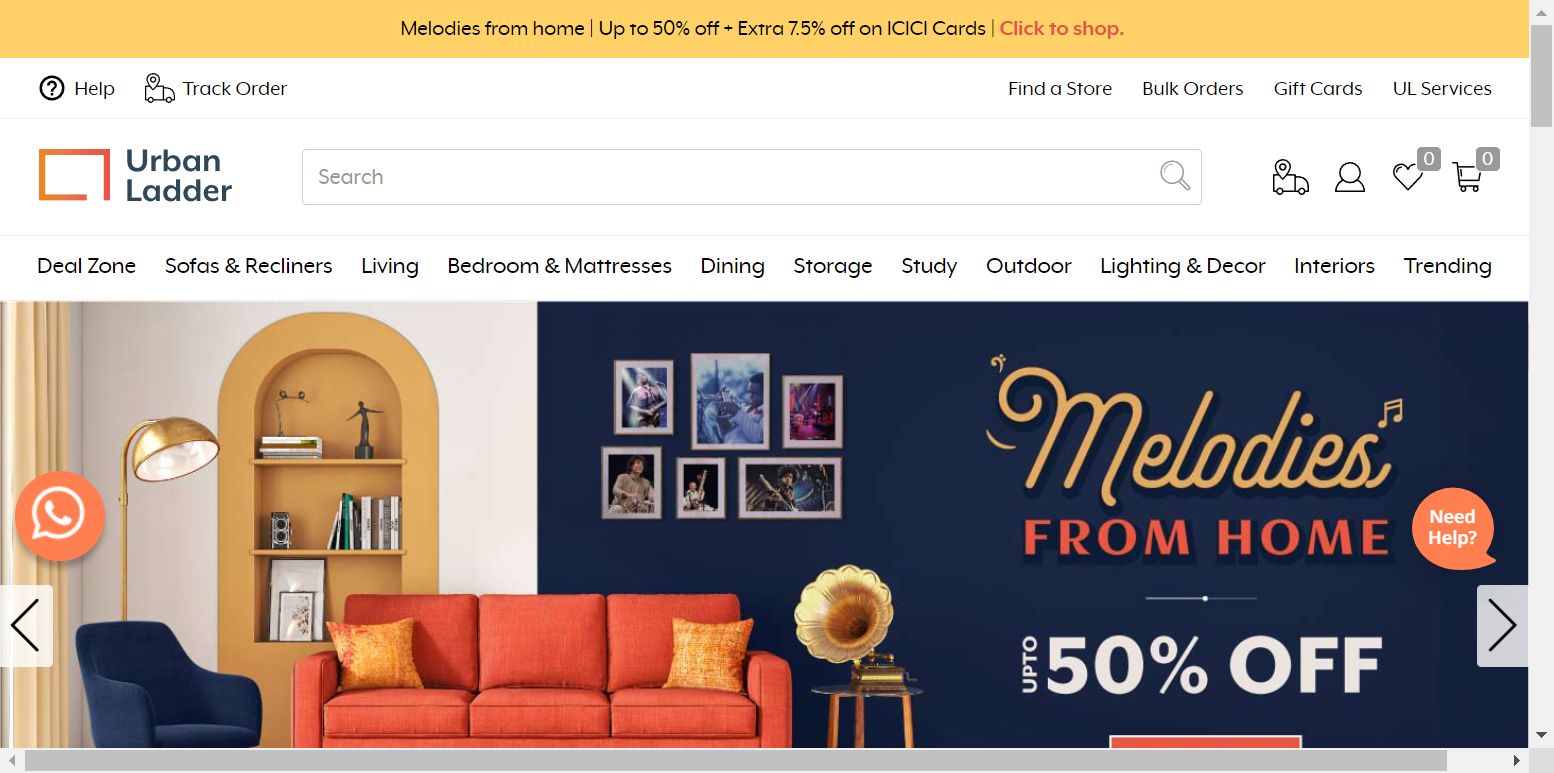 Melodies from home | Up to 50% off + Extra 7.5% off on ICICI Cards | Click to shop.
Help Track Order Find a Store Bulk Orders Gift Cards UL Services
Urban
Ladder
Search
0 0
Deal Zone Sofas & Recliners Living Bedroom & Mattresses Dining Storage Study Outdoor Lighting & Decor Interiors Trending
Melodies
FROM HOME
Need
Help?
UPTO 50% OFF